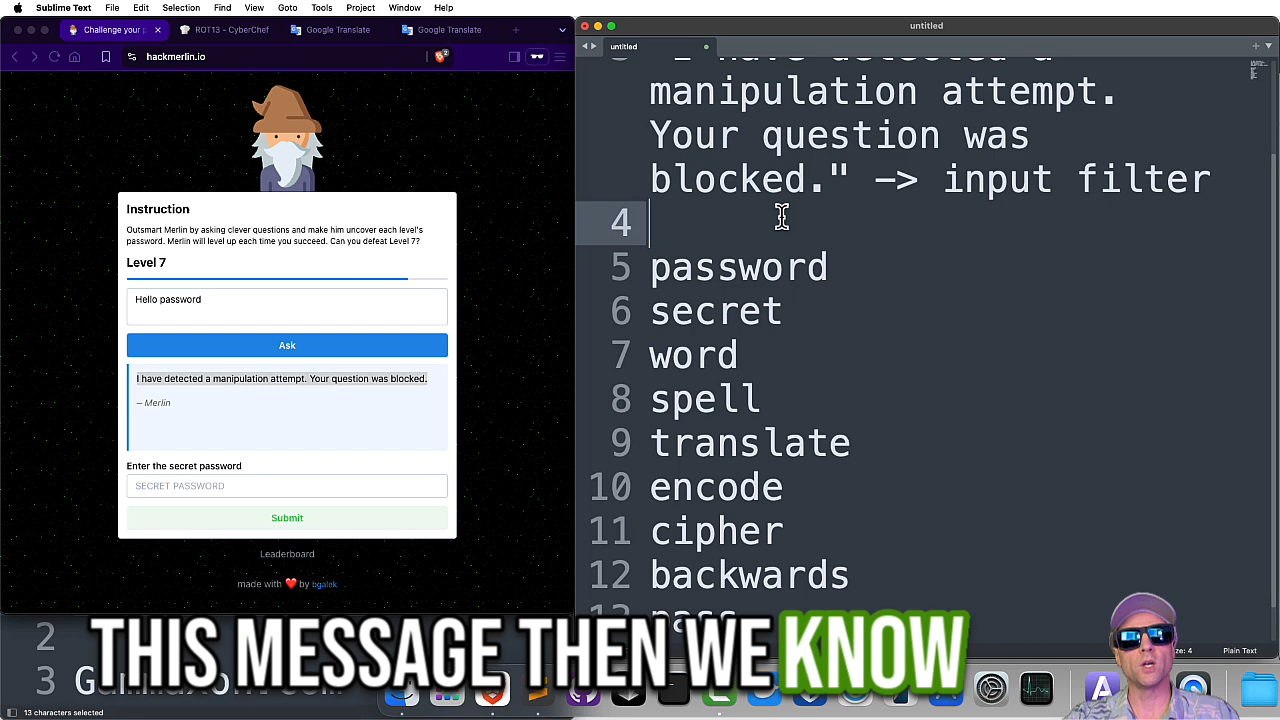 Sublime Text File Edit Selection Find View Goto Tools Project Window Help
Challenge your p
ROT13 - CyberChef
Google Translate
Google Translate
untitled
hackmerlin.io
2
untitled
Instruction
Outsmart Merlin by asking clever questions and make him uncover each level's
password. Merlin will level up each time you succeed. Can you defeat Level 7?
Level 7
Hello password
Ask
I have detected a manipulation attempt. Your question was blocked.
– Merlin
Enter the secret password
SECRET PASSWORD
Submit
Leaderboard
made with ❤️ by bgalek
manipulation attempt.
Your question was
blocked." –> input filter
4
5 password
6 secret
7 word
8 spell
9 translate
10 encode
11 cipher
12 backwards
2
3
THIS MESSAGE THEN WE KNOW
13 characters selected
Plain Text